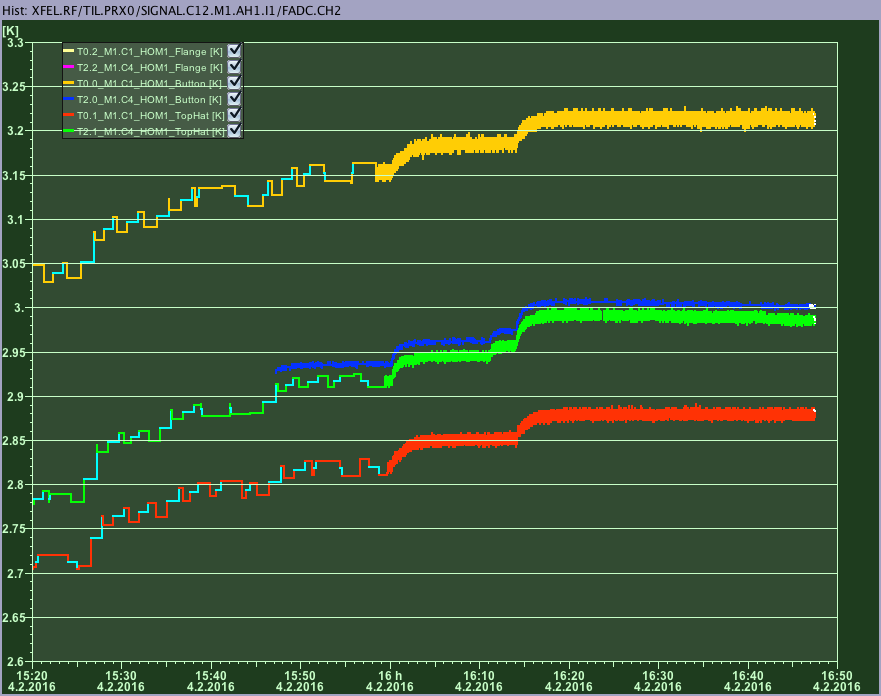 Hist: XFEL.RF/TIL.PRX0/SIGNAL.C12.M1.AH1.I1/FADC.CH2
[K]
T0.2_M1.C1_HOM1_Flange [K]
T2.2_M1.C4_HOM1_Flange [K]
T0.0_M1.C1_HOM1_Button [K]
T2.0_M1.C4_HOM1_Button [K]
T0.1_M1.C1_HOM1_TopHat [K]
T2.1_M1.C4_HOM1_TopHat [K]
3.3
3.25
3.2
3.15
3.1
3.05
3.
2.95
2.9
2.85
2.8
2.75
2.7
2.65
2.6
15:20 15:30 15:40 15:50 16 h 16:10 16:20 16:30 16:40 16:50
4.2.2016 4.2.2016 4.2.2016 4.2.2016 4.2.2016 4.2.2016 4.2.2016 4.2.2016 4.2.2016 4.2.2016